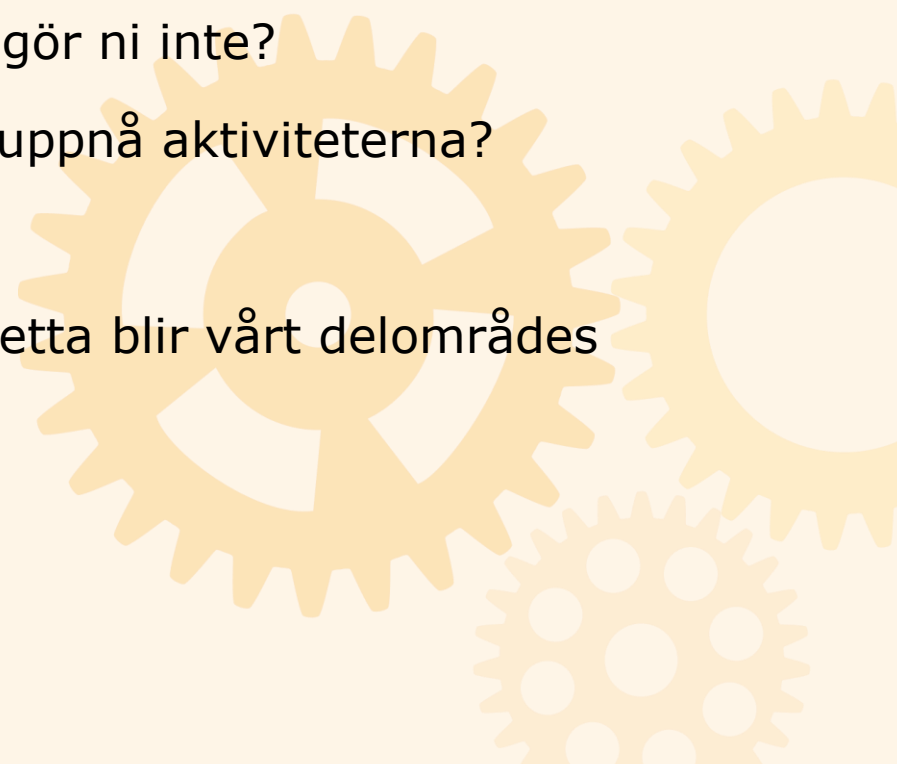 gör ni inte?
uppnå aktiviteterna?
etta blir vårt delområdes